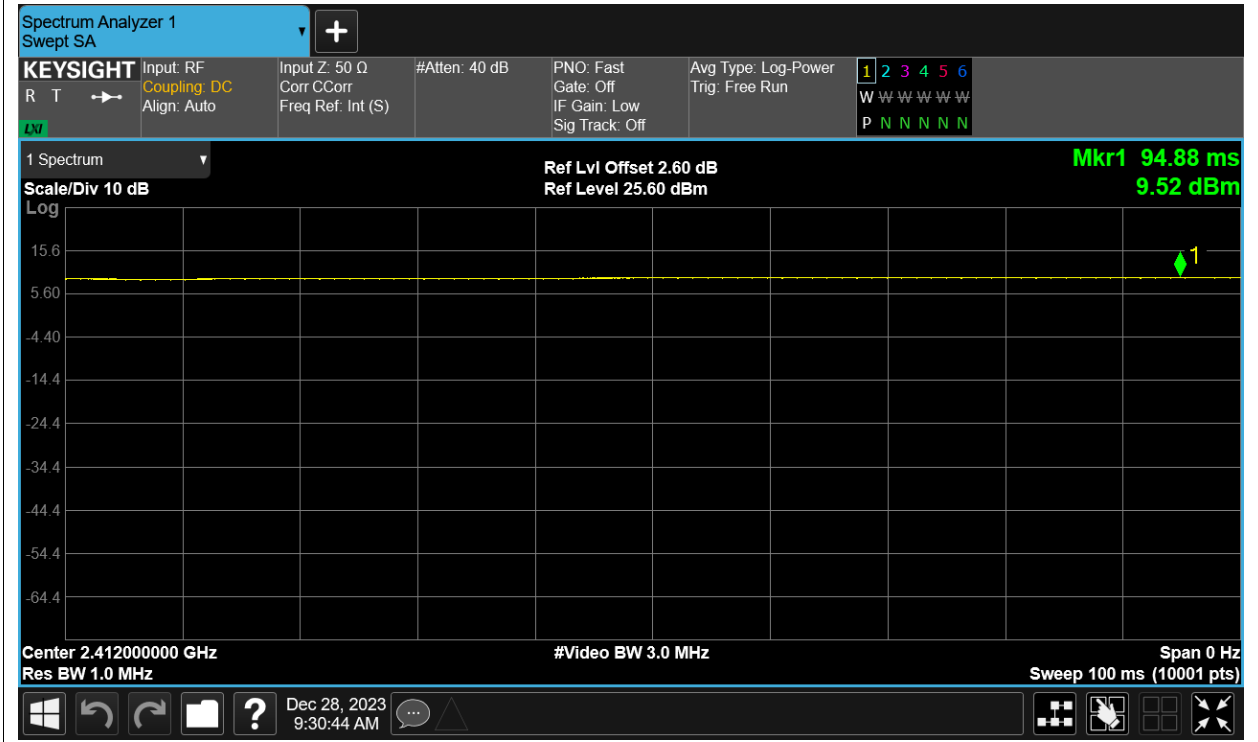 Spectrum Analyzer 1
Swept SA
KEYSIGHT
R T
LXI
Input: RF
Coupling: DC
Align: Auto
Input Z: 50 Ω
Corr CCorr
Freq Ref: Int (S)
#Atten: 40 dB
PNO: Fast
Gate: Off
IF Gain: Low
Sig Track: Off
Avg Type: Log-Power
Trig: Free Run
1 2 3 4 5 6
W W W W W W
P N N N N N
1 Spectrum
Scale/Div 10 dB
Log
Ref Lvl Offset 2.60 dB
Ref Level 25.60 dBm
Mkr1 94.88 ms
9.52 dBm
15.6
1
5.60
-4.40
-14.4
-24.4
-34.4
-44.4
-54.4
-64.4
Center 2.412000000 GHz
#Video BW 3.0 MHz
Span 0 Hz
Res BW 1.0 MHz
Sweep 100 ms (10001 pts)
?
Dec 28, 2023
9:30:44 AM